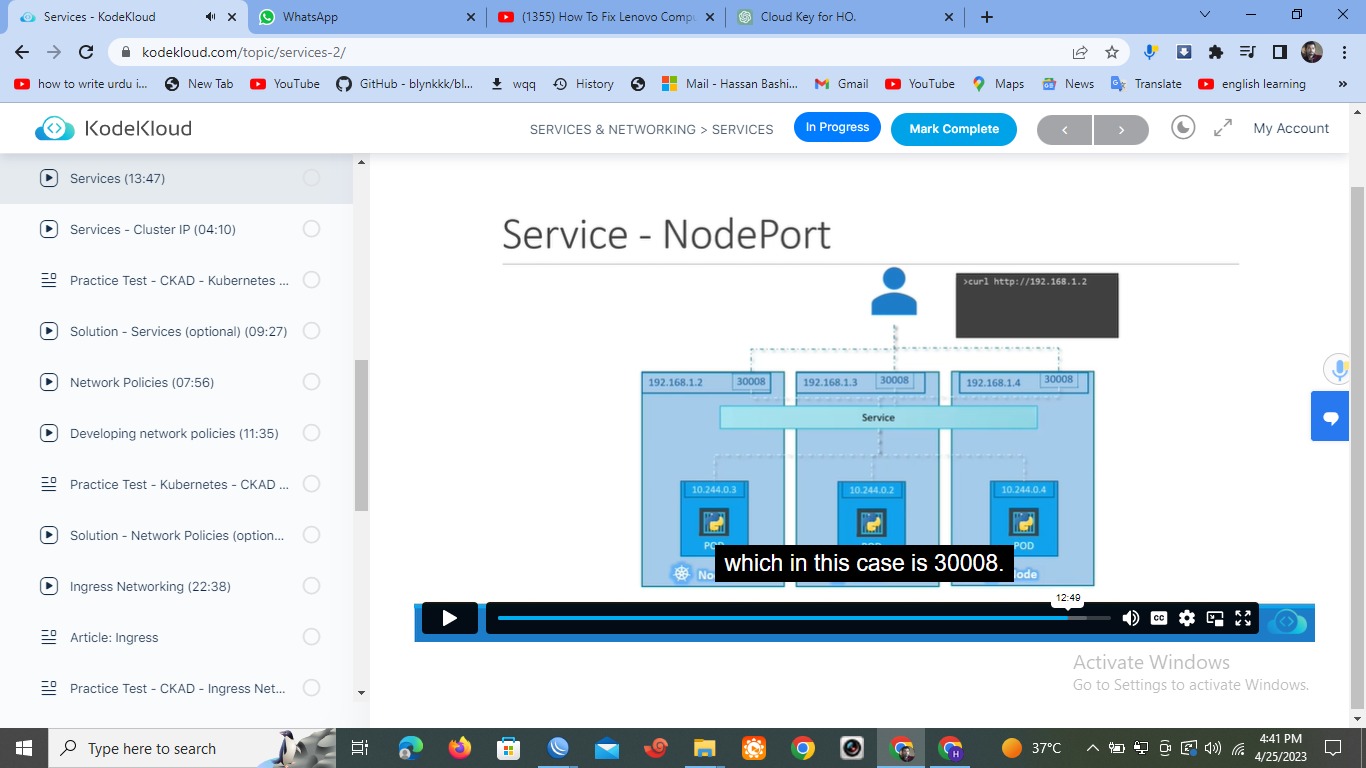 Services - KodeKloud
WhatsApp
(1355) How To Fix Lenovo Compu
Cloud Key for HO.
kodekloud.com/topic/services-2/
how to write urdu i...
New Tab
YouTube
GitHub - blynkkk/bl...
wqq
History
Mail - Hassan Bashi...
Gmail
YouTube
Maps
News
Translate
english learning
»
KodeKloud
SERVICES & NETWORKING > SERVICES
In Progress
Mark Complete
My Account
Services (13:47)
Services - Cluster IP (04:10)
Practice Test - CKAD - Kubernetes ...
Solution - Services (optional) (09:27)
Network Policies (07:56)
Developing network policies (11:35)
Practice Test - Kubernetes - CKAD ...
Solution - Network Policies (option...
Ingress Networking (22:38)
Article: Ingress
Practice Test - CKAD - Ingress Net...
Service - NodePort
>curl http://192.168.1.2
192.168.1.2 30008
192.168.1.3 30008
192.168.1.4 30008
Service
10.244.0.3
10.244.0.2
10.244.0.4
POD
which in this case is 30008.
12:49
CC
Activate Windows
Go to Settings to activate Windows.
Type here to search
H
37°C
4:41 PM
4/25/2023